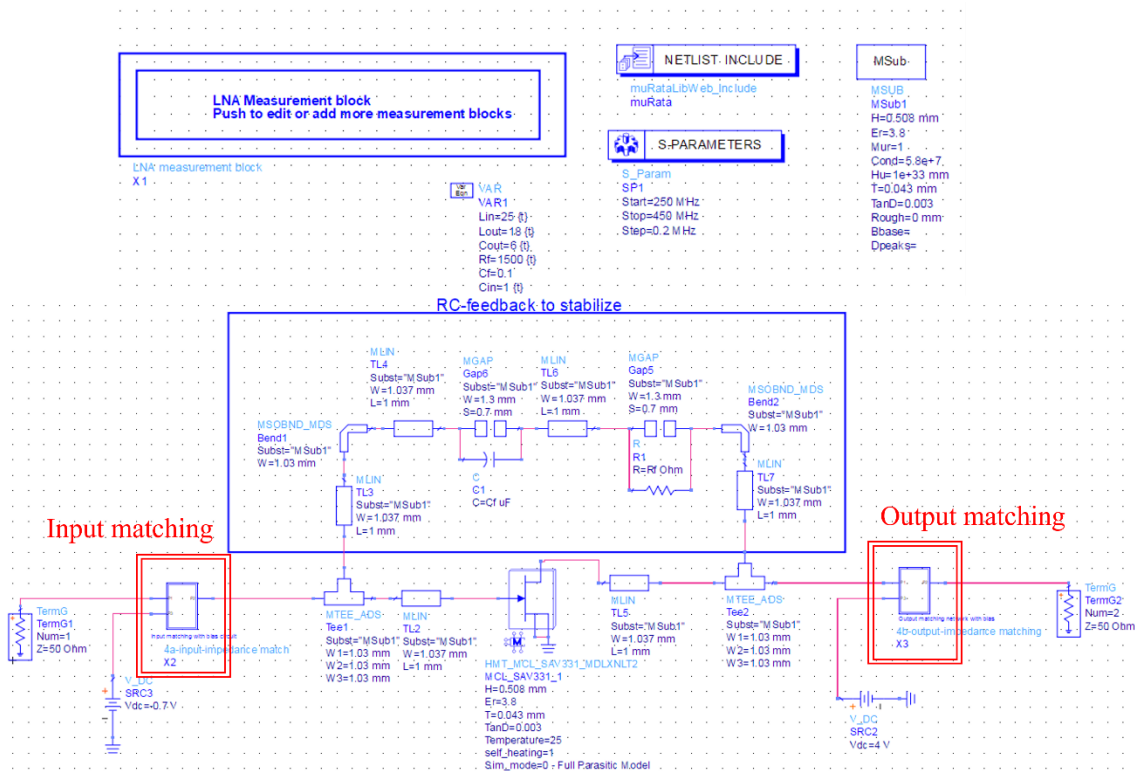 LNA Measurement block
Push to edit or add more measurement blocks
LNA measurement block
X1
Var
Eqn
VAR
VAR1
Lin=25 {t}
Lout=18 {t}
Cout=6 {t}
Rf=1500 {t}
Cf=0.1
Cin=1 {t}
NETLIST INCLUDE
muRataLibWeb_Include
muRata
S-PARAMETERS
S_Param
SP1
Start=250 MHz
Stop=450 MHz
Step=0.2 MHz
MSub
MSUB
MSub1
H=0.508 mm
Er=3.8
Mur=1
Cond=5.8e+7
Hu=1e+33 mm
T=0.043 mm
TanD=0.003
Rough=0 mm
Bbase=
Dpeaks=
RC-feedback to stabilize
MLIN
TL4
Subst="MSub1"
W=1.037 mm
L=1 mm
MGAP
Gap6
Subst="MSub1"
W=1.3 mm
S=0.7 mm
MLIN
TL6
Subst="MSub1"
W=1.037 mm
L=1 mm
MGAP
Gap5
Subst="MSub1"
W=1.3 mm
S=0.7 mm
MSOBND_MDS
Bend2
Subst="MSub1"
W=1.03 mm
MSOBND_MDS
Bend1
Subst="MSub1"
W=1.03 mm
C
C1
C=Cf uF
R
R1
R=Rf Ohm
MLIN
TL3
Subst="MSub1"
W=1.037 mm
L=1 mm
MLIN
TL7
Subst="MSub1"
W=1.037 mm
L=1 mm
Input matching
Output matching
TermG
TermG1
Num=1
Z=50 Ohm
Input matching with bias circuit
4a-input-impedance match
X2
V_DC
SRC3
Vdc=-0.7 V
MTEE_ADS
Tee1
Subst="MSub1"
W1=1.03 mm
W2=1.03 mm
W3=1.03 mm
MLIN
TL2
Subst="MSub1"
W=1.037 mm
L=1 mm
HMT_MCL_SAV331_MDLXNLT2
MCL_SAV331_1
H=0.508 mm
Er=3.8
T=0.043 mm
TanD=0.003
Temperature=25
self_heating=1
Sim_mode=0 - Full Parasitic Model
MLIN
TL5
Subst="MSub1"
W=1.037 mm
L=1 mm
MTEE_ADS
Tee2
Subst="MSub1"
W1=1.03 mm
W2=1.03 mm
W3=1.03 mm
Output matching network with bias
4b-output-impedance matching
X3
V_DC
SRC2
Vdc=4 V
TermG
TermG2
Num=2
Z=50 Ohm